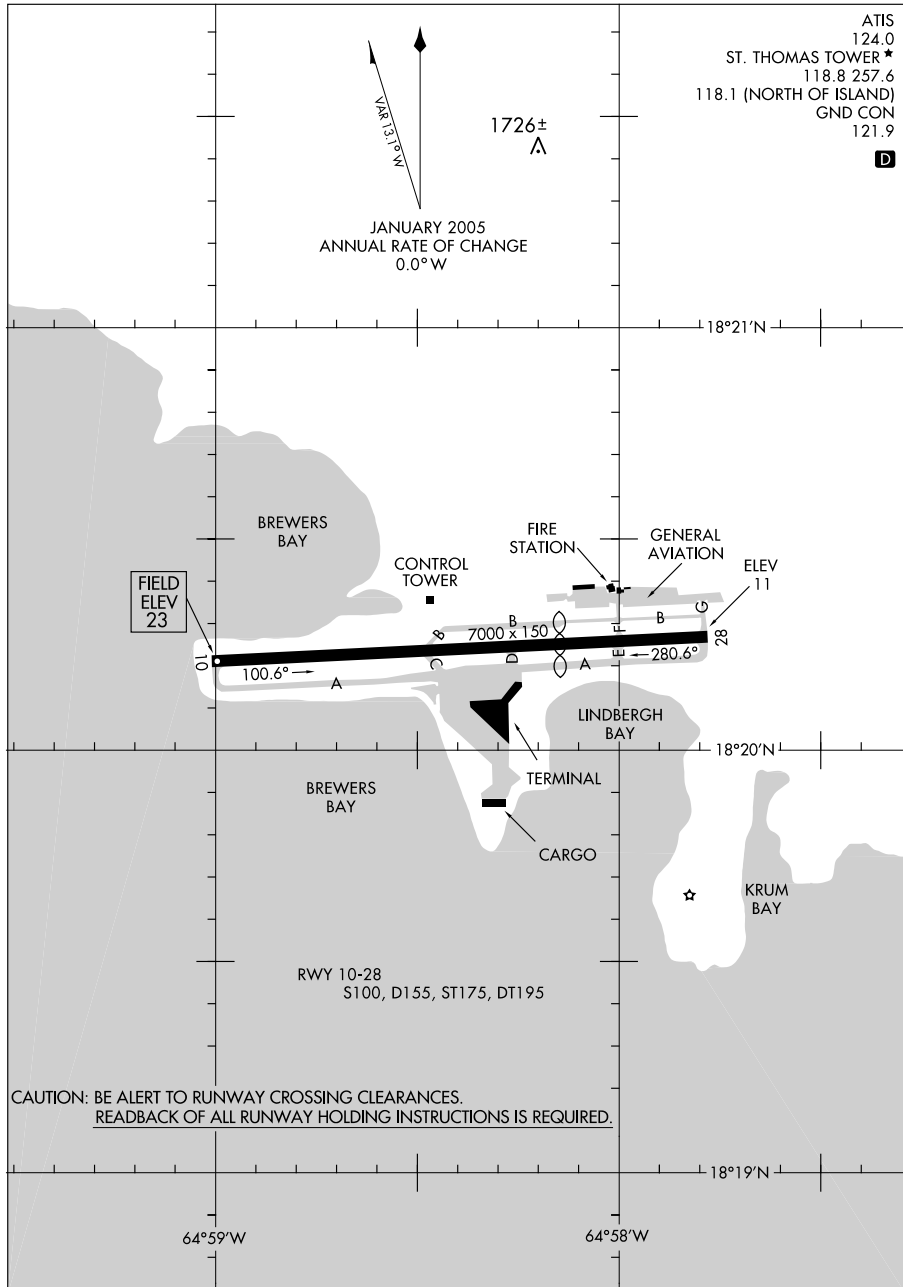 ATIS
124.0
ST. THOMAS TOWER ★
118.8 257.6
118.1 (NORTH OF ISLAND)
GND CON
121.9
D
VAR 13.1° W
1726±
JANUARY 2005
ANNUAL RATE OF CHANGE
0.0° W
18°21'N
BREWERS
BAY
CONTROL
TOWER
FIRE
STATION
GENERAL
AVIATION
ELEV
11
FIELD
ELEV
23
G
B
B
B
7000 x 150
F
28
10
C
D
E
280.6°
100.6°
A
A
LINDBERGH
BAY
18°20'N
TERMINAL
BREWERS
BAY
CARGO
KRUM
BAY
RWY 10-28
S100, D155, ST175, DT195
CAUTION: BE ALERT TO RUNWAY CROSSING CLEARANCES.
READBACK OF ALL RUNWAY HOLDING INSTRUCTIONS IS REQUIRED.
18°19'N
64°59'W
64°58'W